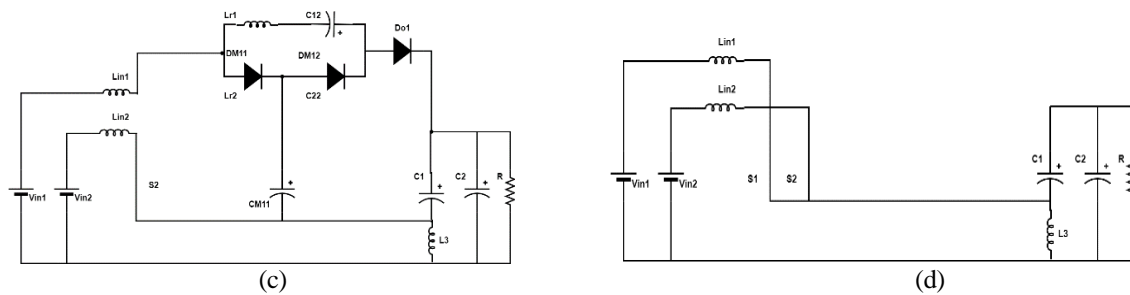 Lr1 C12
Do1
DM11 DM12
Lin1
Lr2 C22
Lin2
S2
Vin1 Vin2
CM11
C1 C2 R
L3
(c)
Lin1
Lin2
Vin1 Vin2
S1 S2
C1 C2 R
L3
(d)